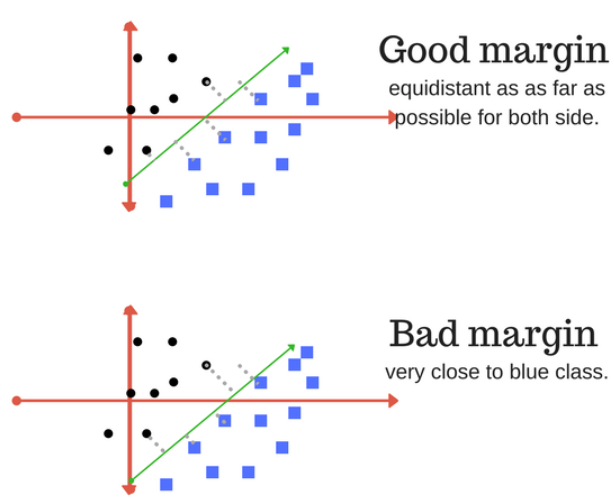 Good margin
equidistant as as far as
possible for both side.
Bad margin
very close to blue class.